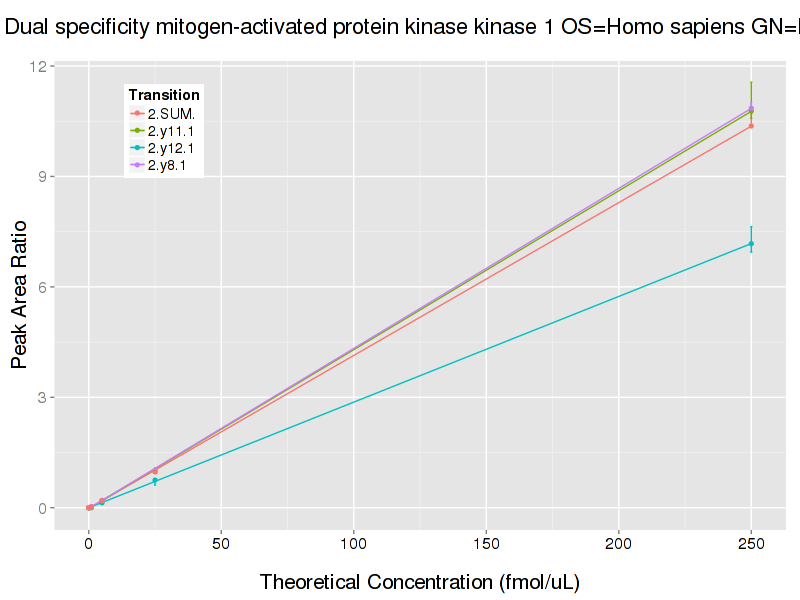 Dual specificity mitogen-activated protein kinase kinase 1 OS=Homo sapiens GN=
12
9
6
3
0
Peak Area Ratio
Transition
2.SUM.
2.y11.1
2.y12.1
2.y8.1
0 50 100 150 200 250
Theoretical Concentration (fmol/uL)